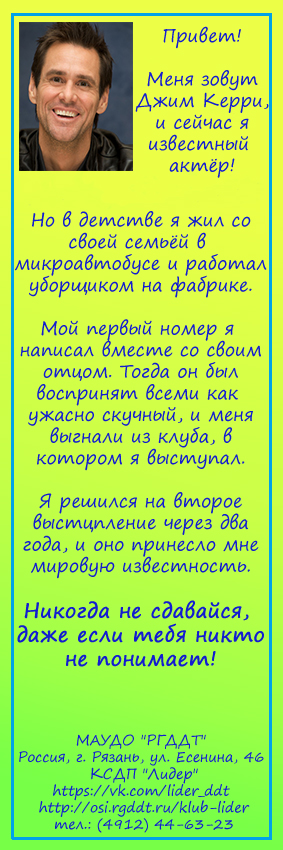 Привет!
Меня зовут
Джим Керри,
и сейчас я
известный
актёр!
Но в детстве я жил со
своей семьёй в
микроавтобусе и работал
уборщиком на фабрике.
Мой первый номер я
написал вместе со своим
отцом. Тогда он был
воспринят всеми как
ужасно скучный, и меня
выгнали из клуба, в
котором я выступал.
Я решился на второе
выстцпление через два
года, и оно принесло мне
мировую известность.
Никогда не сдавайся,
даже если тебя никто
не понимает!
МАУДО "РГДДТ"
Россия, г. Рязань, ул. Есенина, 46
КСДП "Лидер"
https://vk.com/lider_ddt
http://osi.rgddt.ru/klub-lider
тел.: (4912) 44-63-23